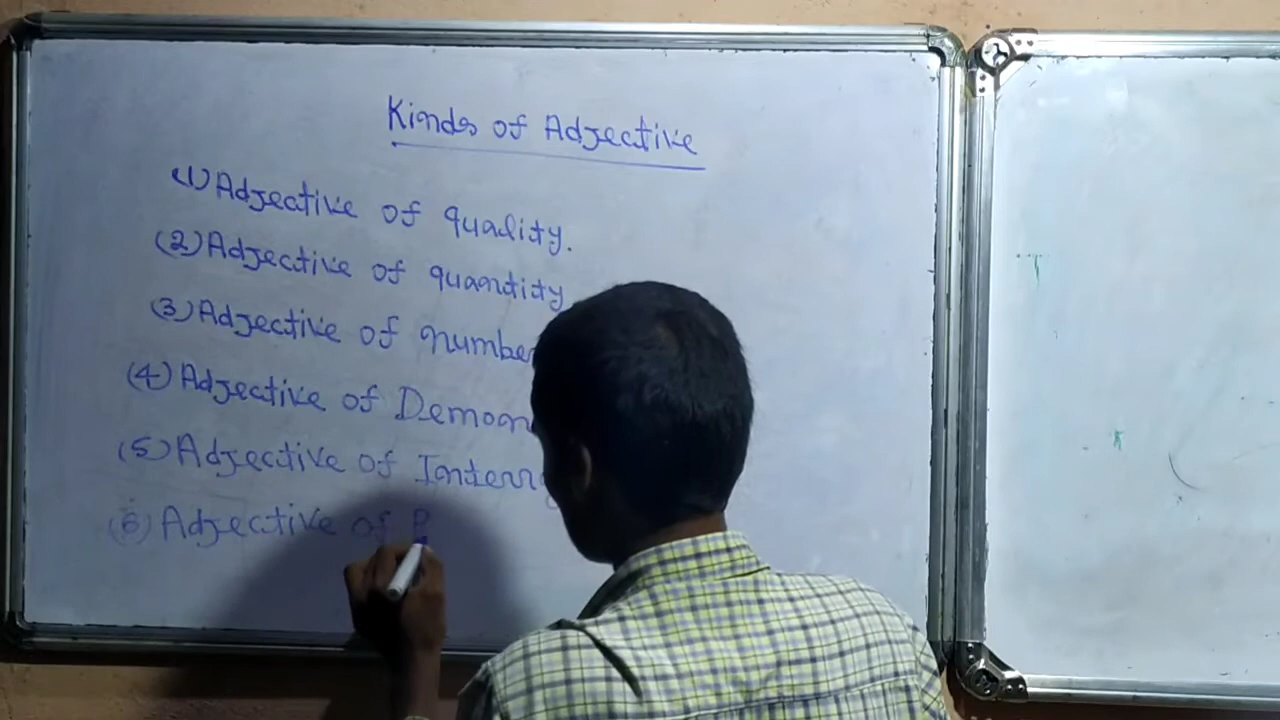 Kinds of Adjective
(1) Adjective of quality.
(2) Adjective of quantity
(3) Adjective of number
(4) Adjective of Demon
(5) Adjective of Interr
(6) Adjective of P